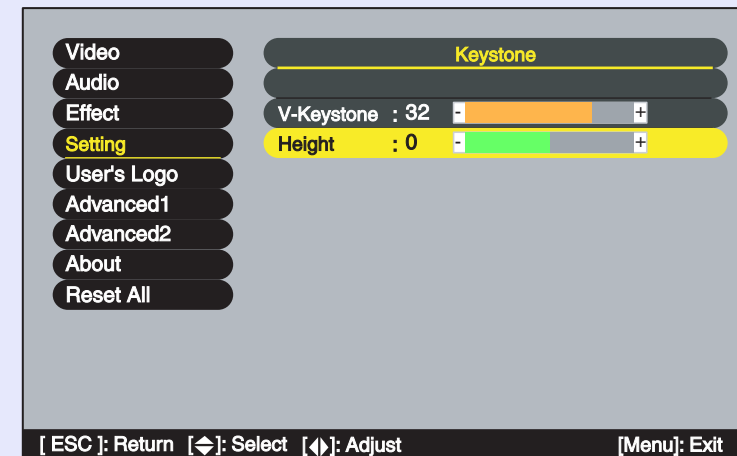 Video
Audio
Effect
Setting
User's Logo
Advanced1
Advanced2
About
Reset All
Keystone
V-Keystone : 32 - +
Height : 0 - +
[ ESC ]: Return [◆]: Select [◀▶]: Adjust [Menu]: Exit